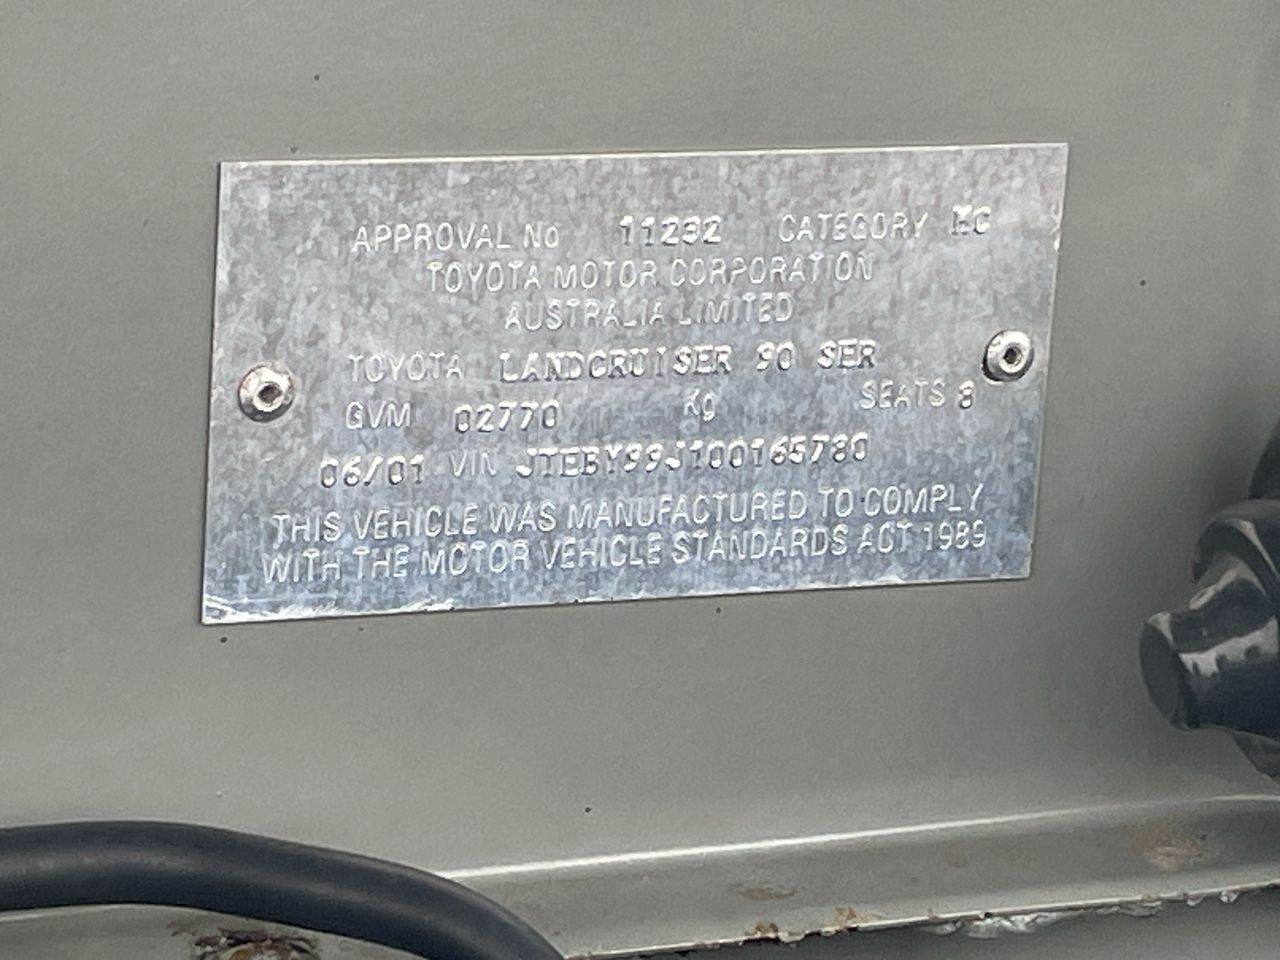 APPROVAL No 11232 CATEGORY MC
TOYOTA MOTOR CORPORATION
AUSTRALIA LIMITED
TOYOTA LANDCRUISER 90 SER
GVM 02770 Kg SEATS 8
06/01 VIN JTEBY99J100165780
THIS VEHICLE WAS MANUFACTURED TO COMPLY
WITH THE MOTOR VEHICLE STANDARDS ACT 1989